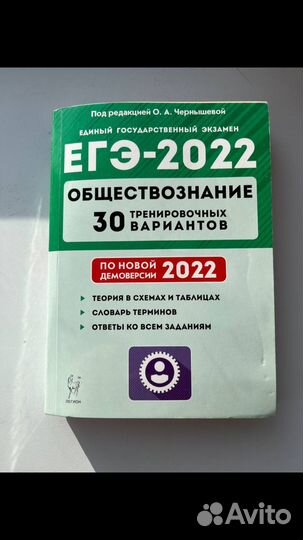 Под редакцией О. А. Чернышевой
ЕДИНЫЙ ГОСУДАРСТВЕННЫЙ ЭКЗАМЕН
ЕГЭ-2022
ОБЩЕСТВОЗНАНИЕ
30 ТРЕНИРОВОЧНЫХ
ВАРИАНТОВ
ПО НОВОЙ
ДЕМОВЕРСИИ 2022
ТЕОРИЯ В СХЕМАХ И ТАБЛИЦАХ
СЛОВАРЬ ТЕРМИНОВ
ОТВЕТЫ КО ВСЕМ ЗАДАНИЯМ
ЛЕГИОН
Avito